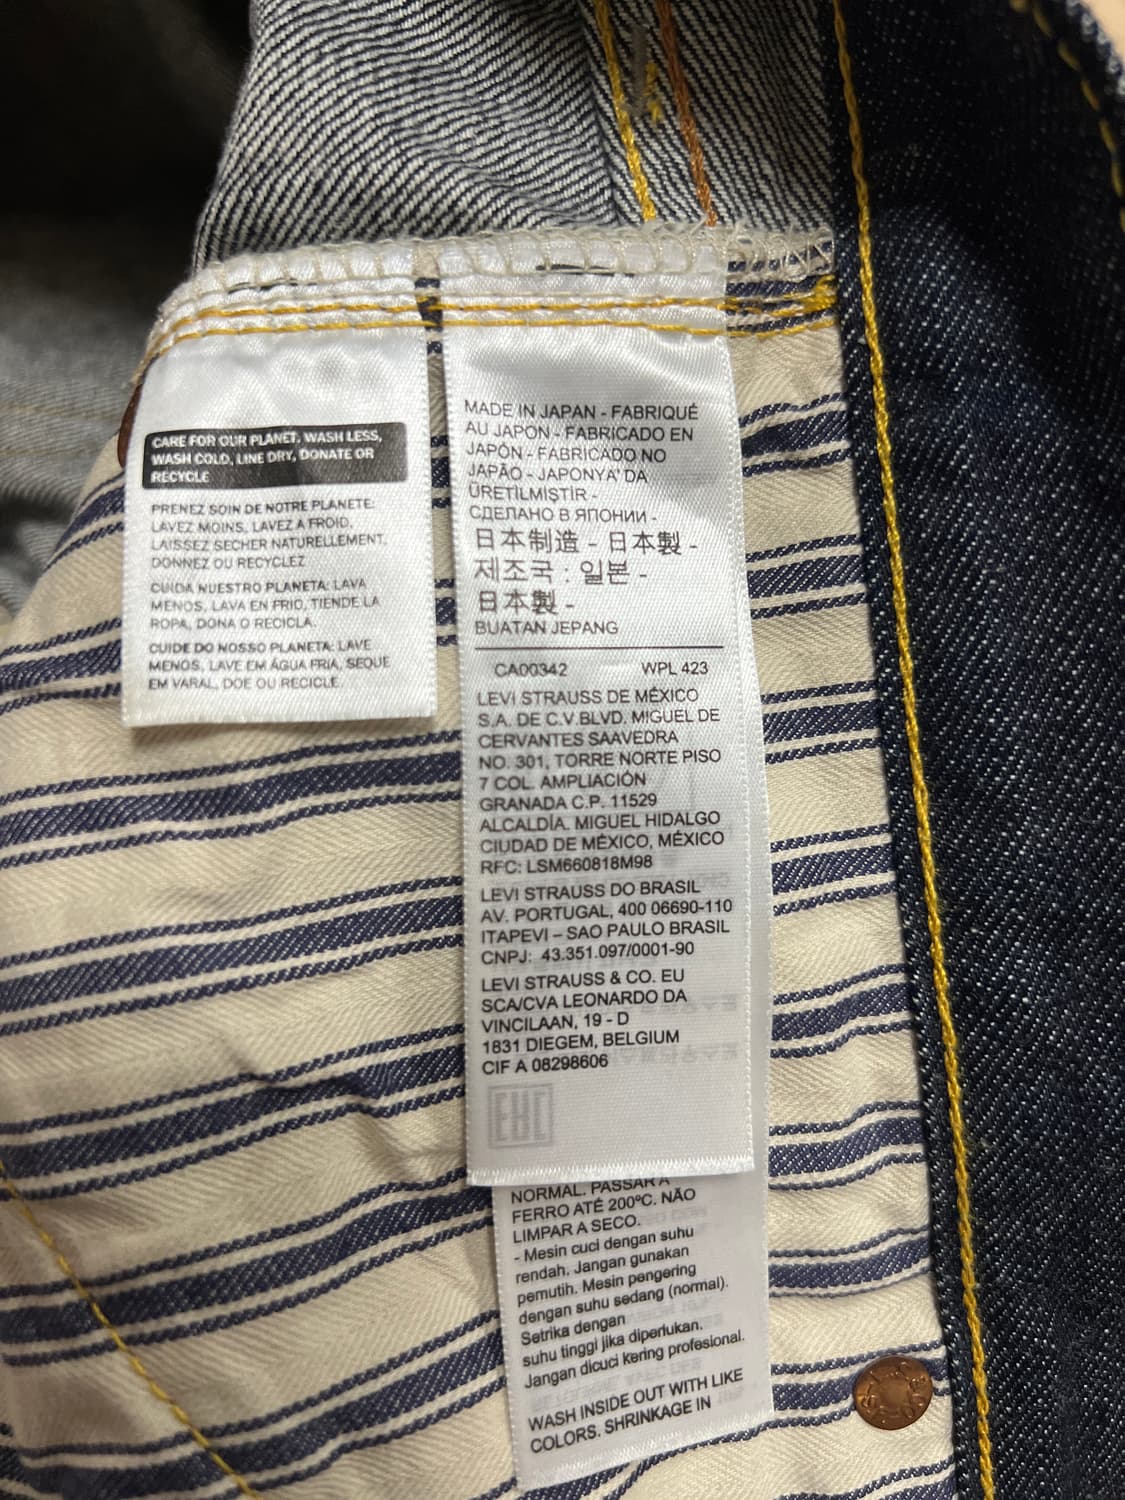 CARE FOR OUR PLANET. WASH LESS,
WASH COLD, LINE DRY, DONATE OR
RECYCLE
PRENEZ SOIN DE NOTRE PLANETE:
LAVEZ MOINS, LAVEZ A FROID,
LAISSEZ SECHER NATURELLEMENT,
DONNEZ OU RECYCLEZ
CUIDA NUESTRO PLANETA: LAVA
MENOS, LAVA EN FRIO, TIENDE LA
ROPA, DONA O RECICLA.
CUIDE DO NOSSO PLANETA: LAVE
MENOS, LAVE EM ÁGUA FRIA, SEQUE
EM VARAL, DOE OU RECICLE.
MADE IN JAPAN - FABRIQUÉ
AU JAPON - FABRICADO EN
JAPÓN - FABRICADO NO
JAPÃO - JAPONYA' DA
ÜRETİLMİŞTİR -
СДЕЛАНО В ЯПОНИИ -
日本制造 - 日本製 -
제조국 : 일본 -
日本製 -
BUATAN JEPANG
CA00342 WPL 423
LEVI STRAUSS DE MÉXICO
S.A. DE C.V.BLVD. MIGUEL DE
CERVANTES SAAVEDRA
NO. 301, TORRE NORTE PISO
7 COL. AMPLIACIÓN
GRANADA C.P. 11529
ALCALDÍA. MIGUEL HIDALGO
CIUDAD DE MÉXICO, MÉXICO
RFC: LSM660818M98
LEVI STRAUSS DO BRASIL
AV. PORTUGAL, 400 06690-110
ITAPEVI – SAO PAULO BRASIL
CNPJ: 43.351.097/0001-90
LEVI STRAUSS & CO. EU
SCA/CVA LEONARDO DA
VINCILAAN, 19 - D
1831 DIEGEM, BELGIUM
CIF A 08298606
EAC
NORMAL. PASSAR A
FERRO ATÉ 200ºC. NÃO
LIMPAR A SECO.
- Mesin cuci dengan suhu
rendah. Jangan gunakan
pemutih. Mesin pengering
dengan suhu sedang (normal).
Setrika dengan
suhu tinggi jika diperlukan.
Jangan dicuci kering profesional.
WASH INSIDE OUT WITH LIKE
COLORS. SHRINKAGE IN